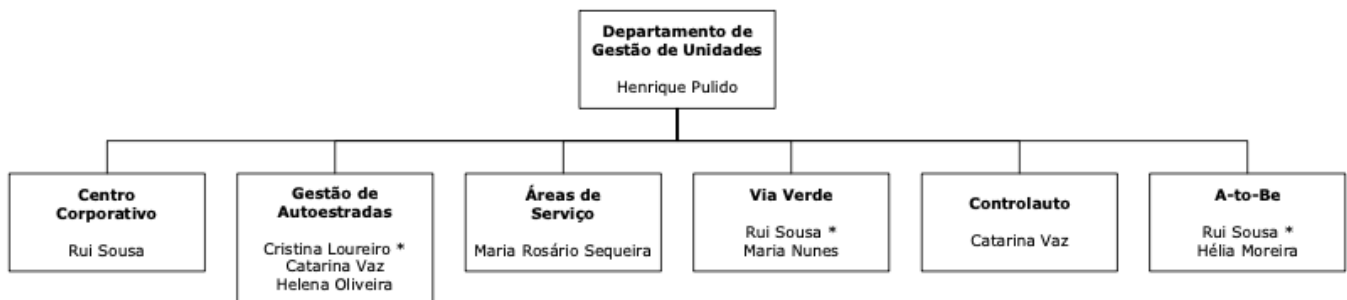 Departamento de
Gestão de Unidades
Henrique Pulido
Centro
Corporativo
Rui Sousa
Gestão de
Autoestradas
Cristina Loureiro *
Catarina Vaz
Helena Oliveira
Áreas de
Serviço
Maria Rosário Sequeira
Via Verde
Rui Sousa *
Maria Nunes
Controlauto
Catarina Vaz
A-to-Be
Rui Sousa *
Hélia Moreira